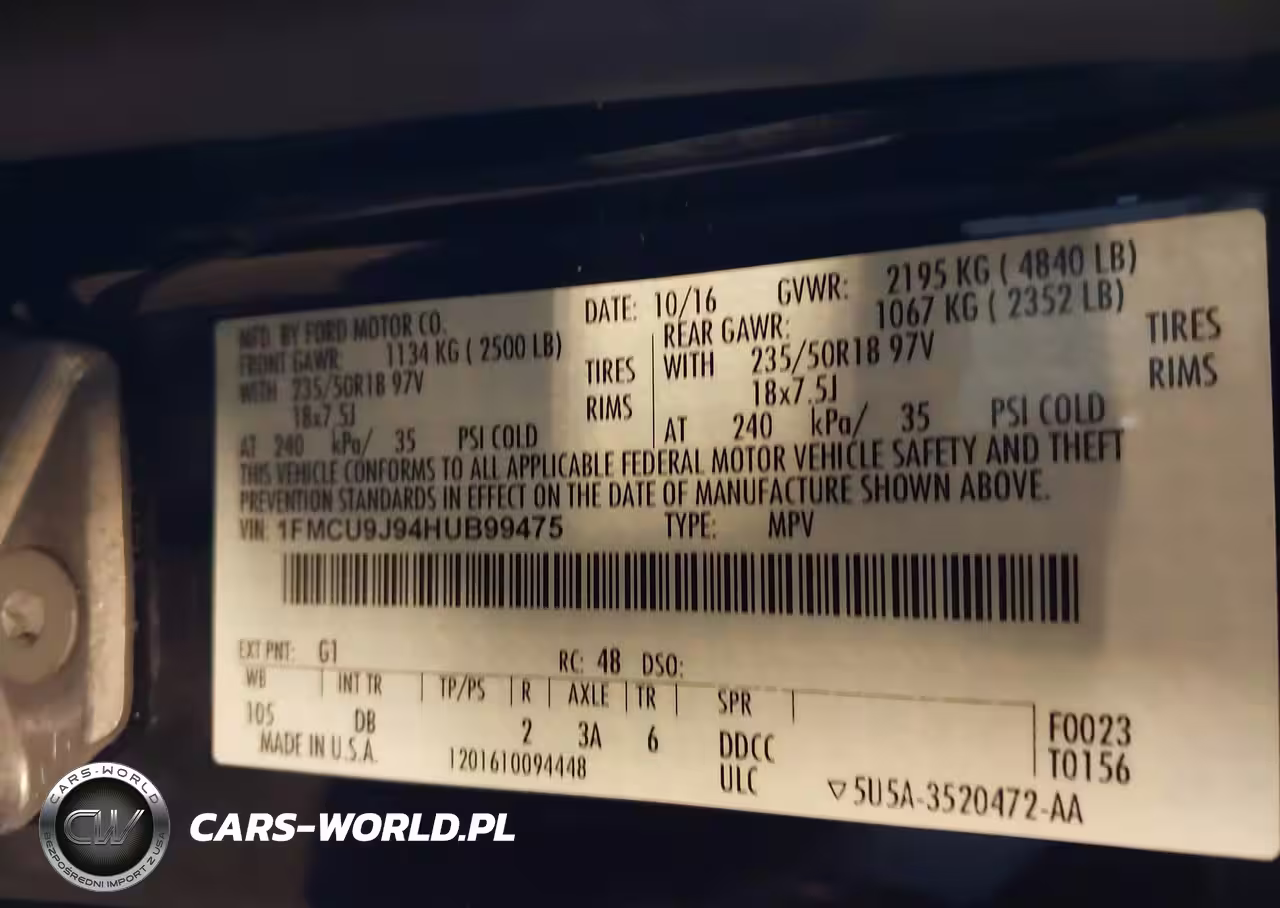 MFD. BY FORD MOTOR CO. DATE: 10/16 GVWR: 2195 KG ( 4840 LB)
FRONT GAWR: 1134 KG ( 2500 LB) REAR GAWR: 1067 KG ( 2352 LB)
WITH 235/50R18 97V TIRES WITH 235/50R18 97V TIRES
18x7.5J RIMS 18x7.5J RIMS
AT 240 kPa/ 35 PSI COLD AT 240 kPa/ 35 PSI COLD
THIS VEHICLE CONFORMS TO ALL APPLICABLE FEDERAL MOTOR VEHICLE SAFETY AND THEFT
PREVENTION STANDARDS IN EFFECT ON THE DATE OF MANUFACTURE SHOWN ABOVE.
VIN: 1FMCU9J94HUB99475 TYPE: MPV
EXT PNT: G1 RC: 48 DSO:
WB INT TR TP/PS R AXLE TR SPR
105 DB 2 3A 6 DDCC F0023
MADE IN U.S.A. 1201610094448 ULC T0156
▽5U5A-3520472-AA
CARS-WORLD
CW
BEZPOŚREDNI IMPORT Z USA
CARS-WORLD.PL